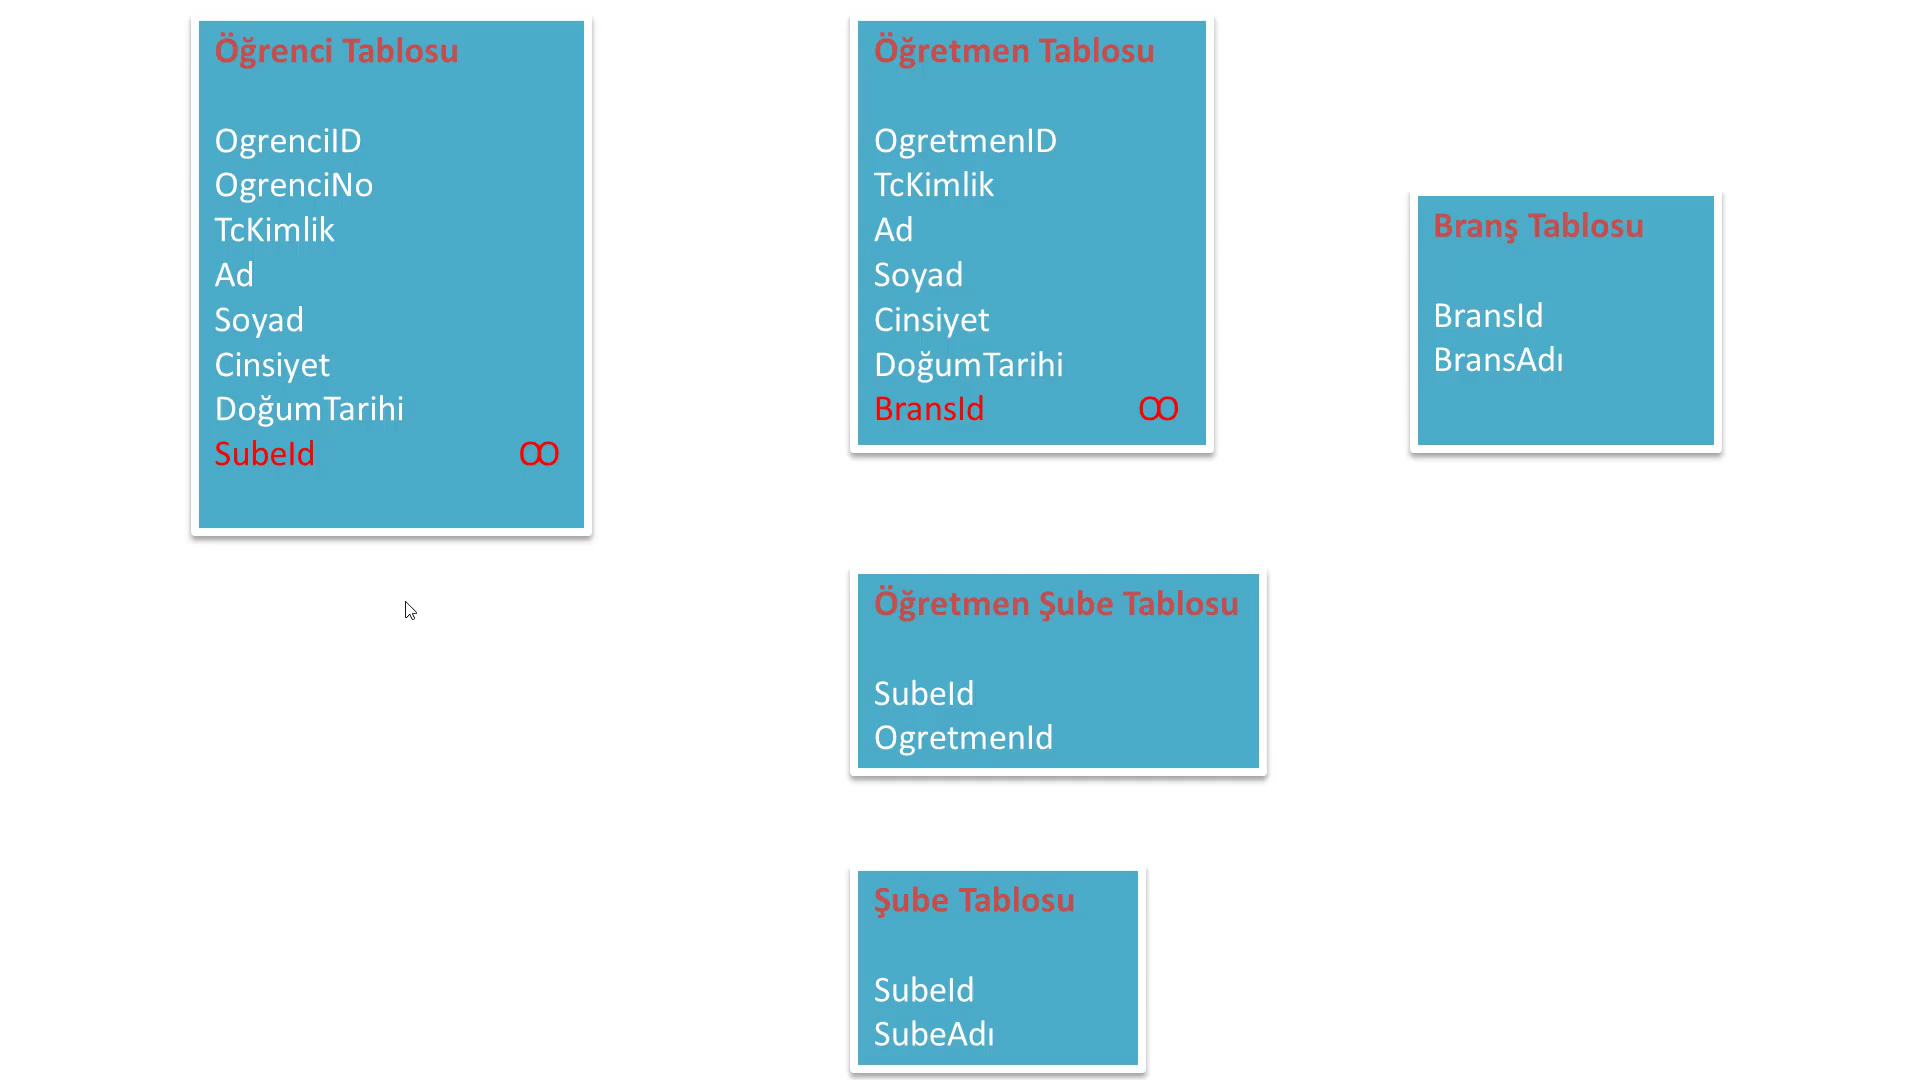 Öğrenci Tablosu
OgrenciID
OgrenciNo
TcKimlik
Ad
Soyad
Cinsiyet
DoğumTarihi
SubeId ꝏ
Öğretmen Tablosu
OgretmenID
TcKimlik
Ad
Soyad
Cinsiyet
DoğumTarihi
BransId ꝏ
Branş Tablosu
BransId
BransAdı
Öğretmen Şube Tablosu
SubeId
OgretmenId
Şube Tablosu
SubeId
SubeAdı